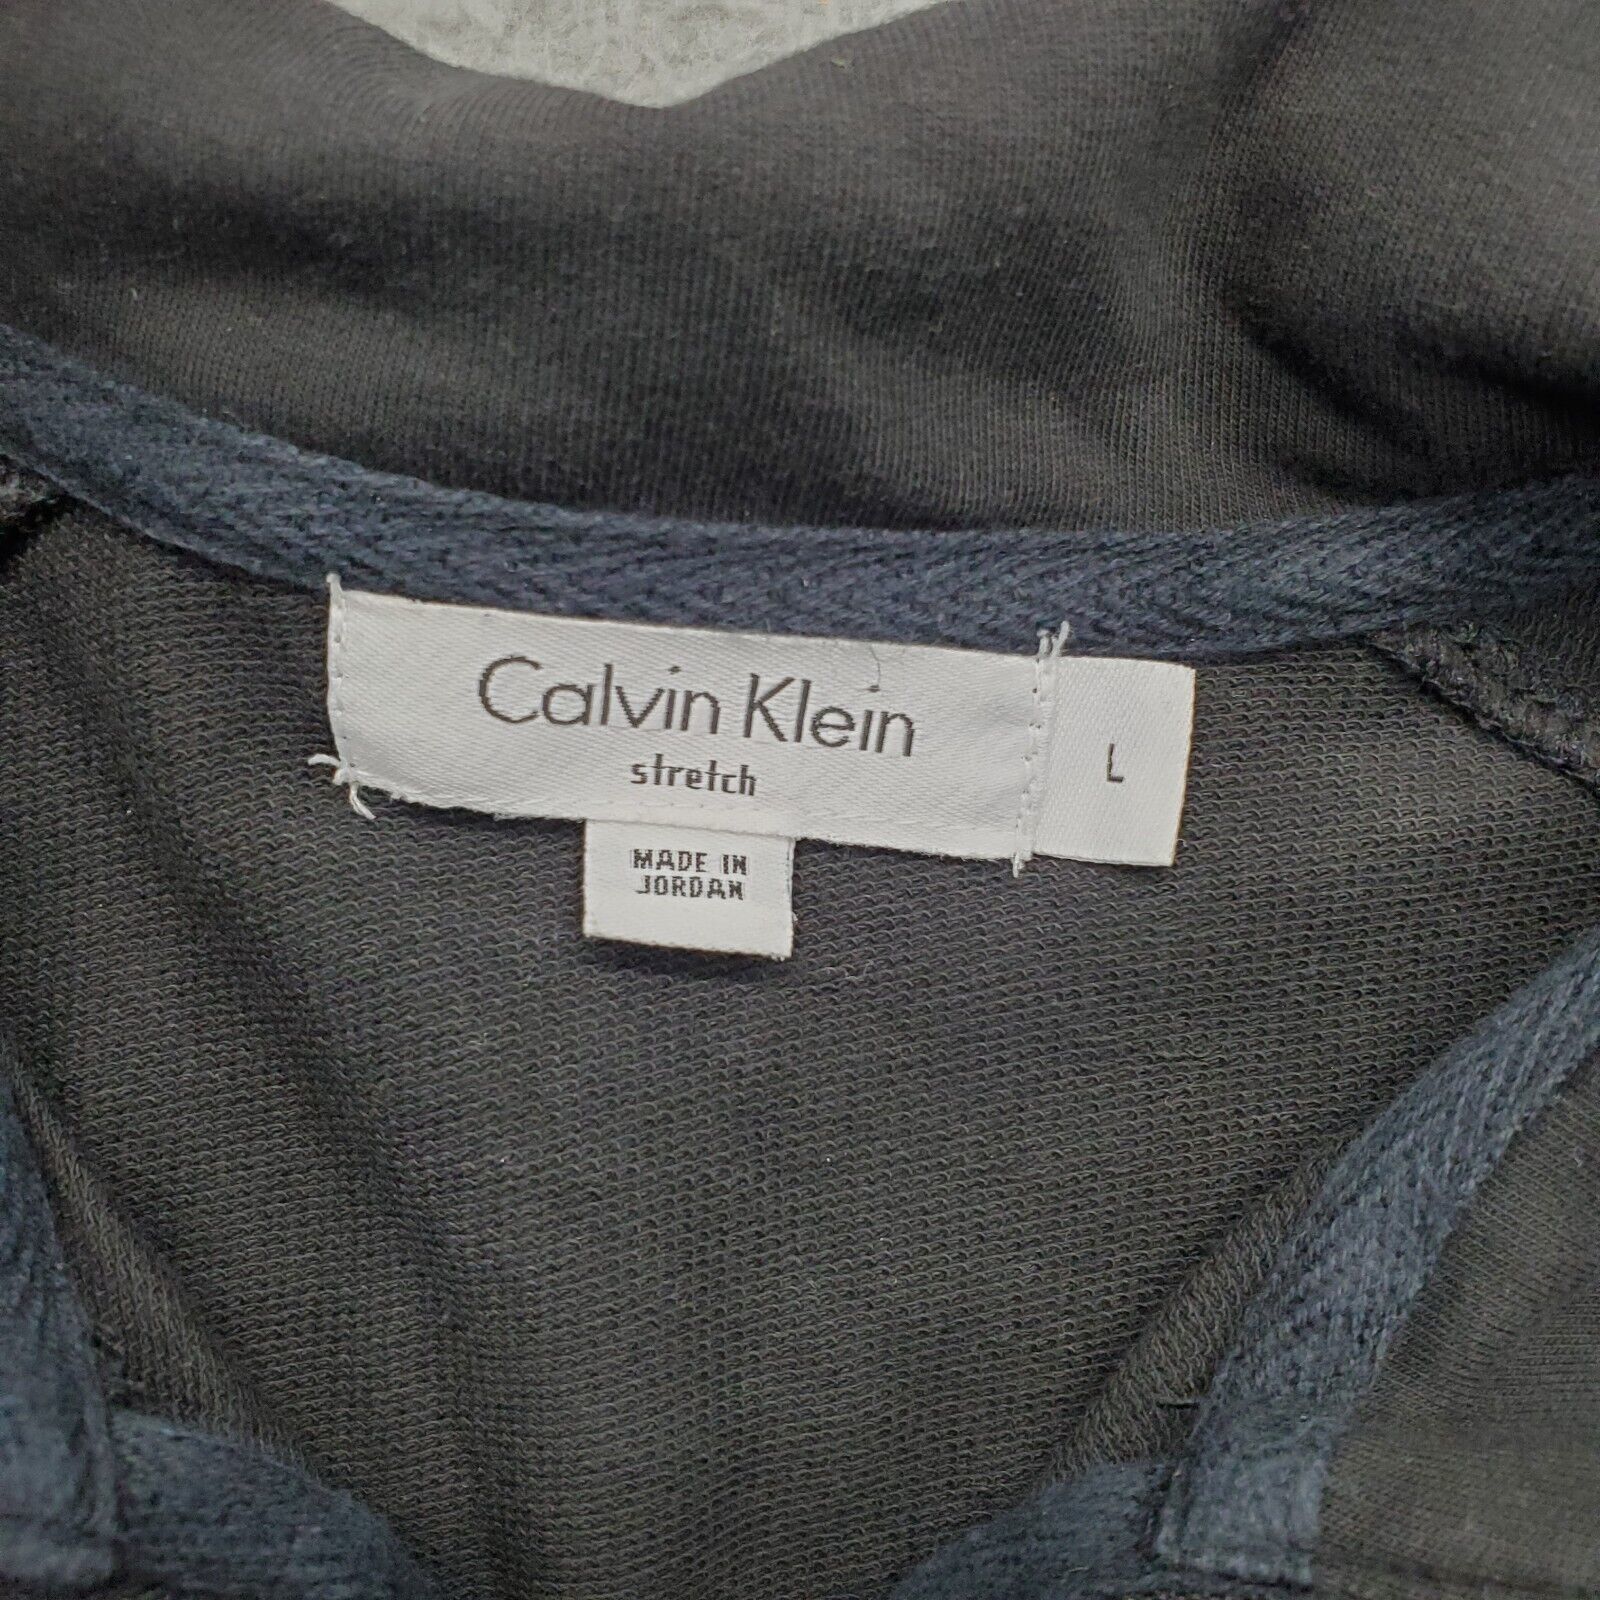 Calvin Klein
stretch
L
MADE IN
JORDAN